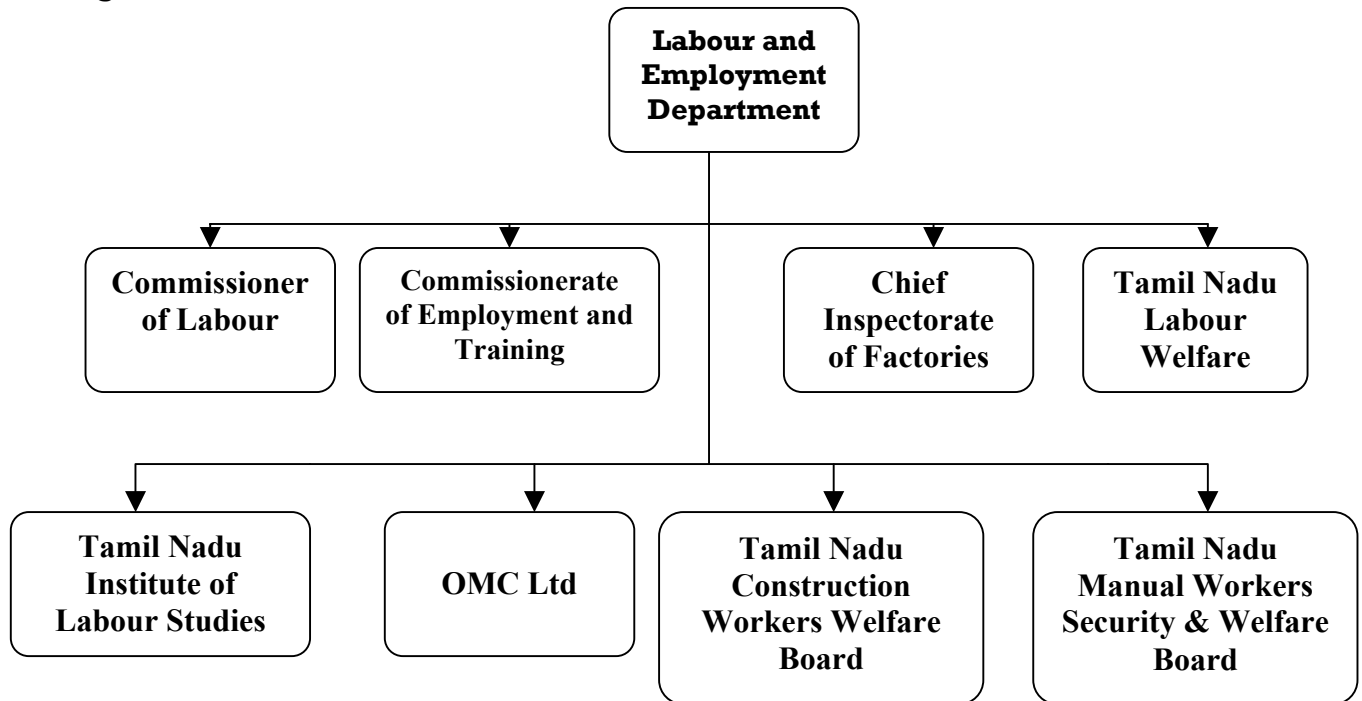 Labour and
Employment
Department
Commissioner
of Labour
Commissionerate
of Employment and
Training
Chief
Inspectorate
of Factories
Tamil Nadu
Labour
Welfare
Tamil Nadu
Institute of
Labour Studies
OMC Ltd
Tamil Nadu
Construction
Workers Welfare
Board
Tamil Nadu
Manual Workers
Security & Welfare
Board